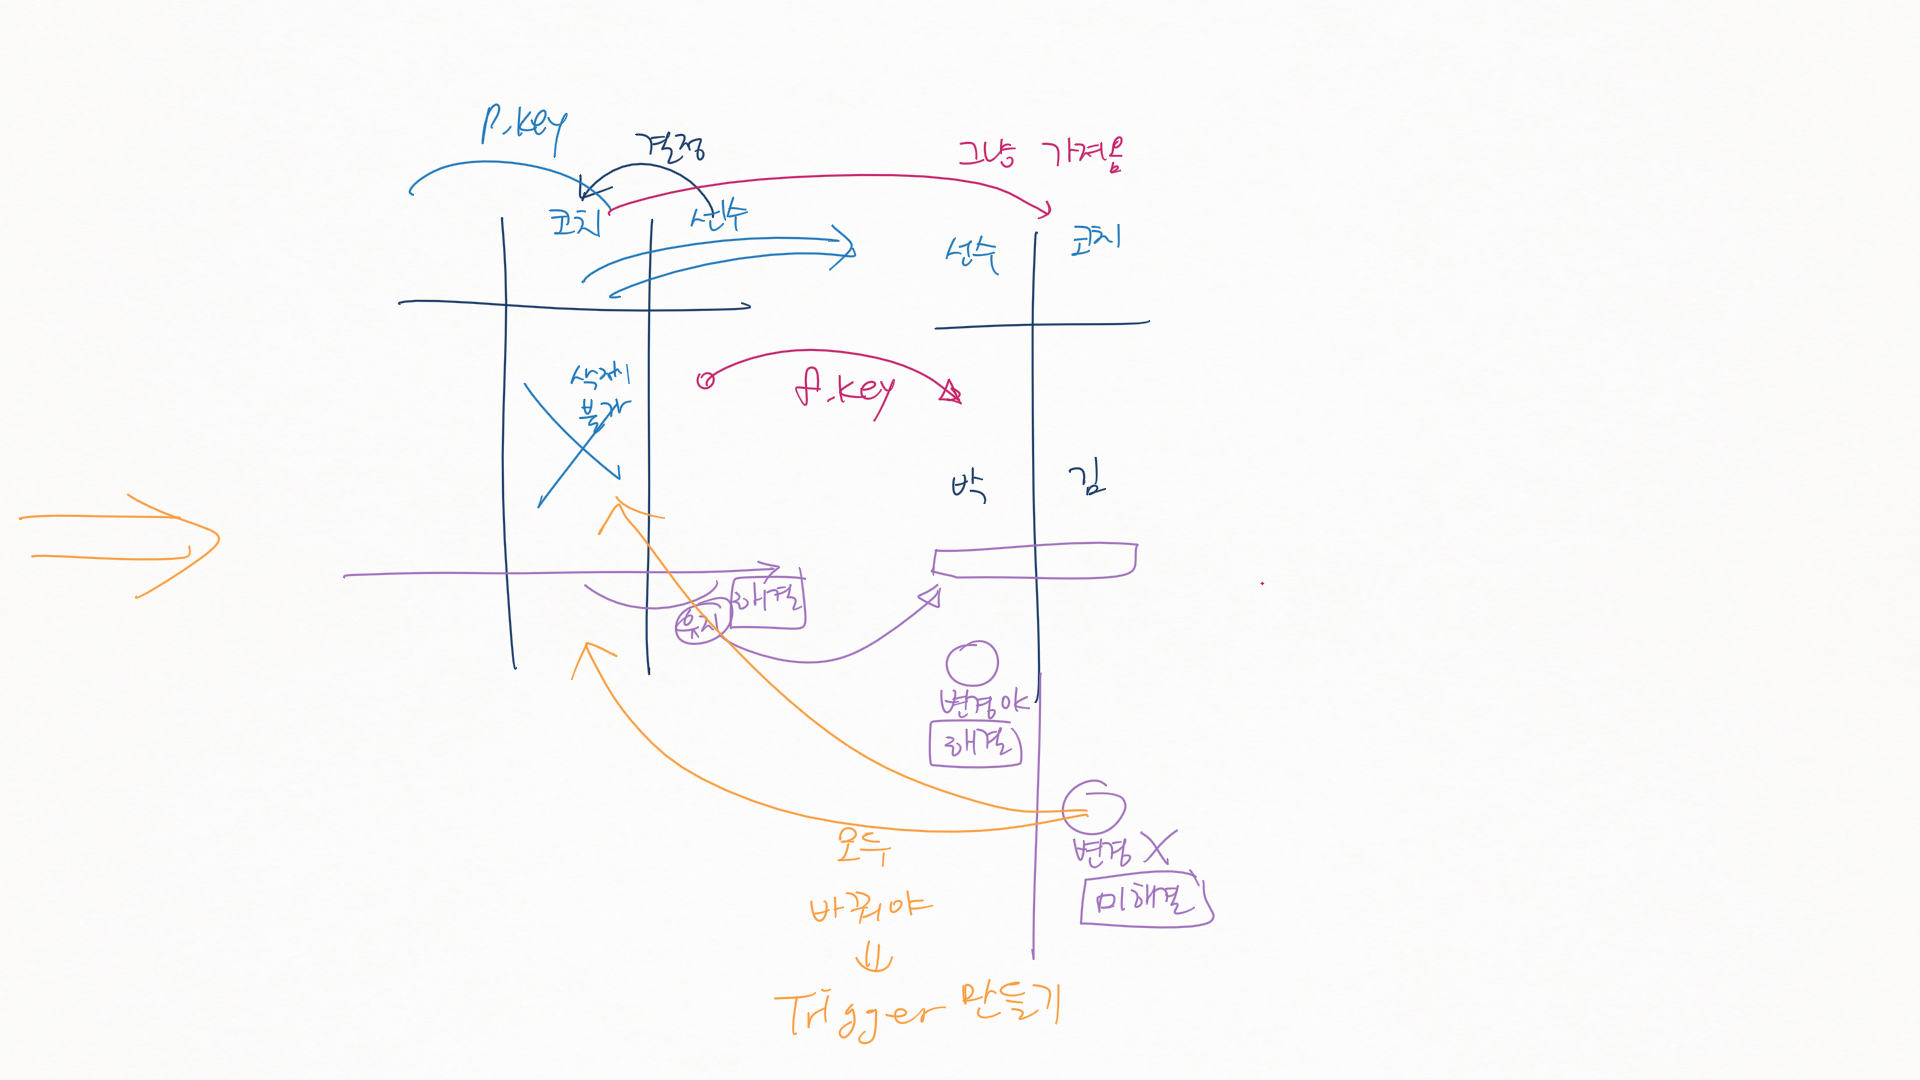 P.key
결정
그냥 가져옴
코치
선수
선수
코치
삭제
불가
f.key
박
김
유지
해결
변경야
해결
변경 X
미해결
모두
바꿔야
Trigger 만들기